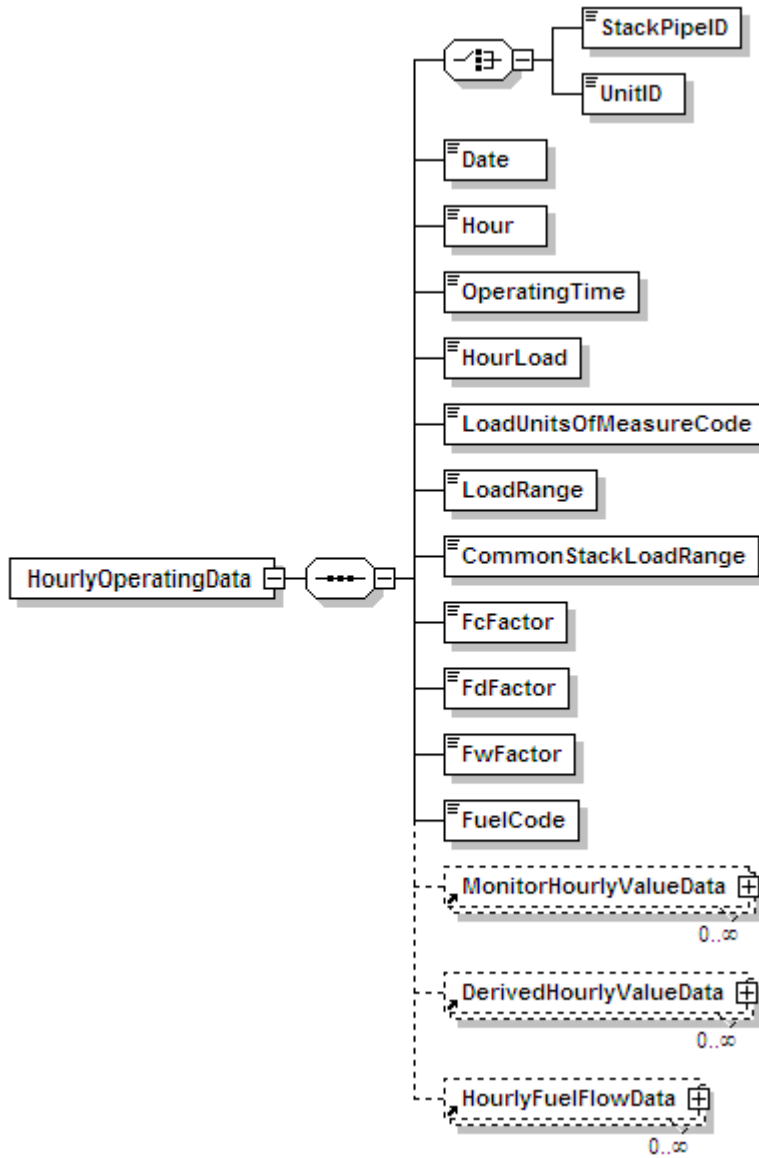 StackPipeID
UnitID
Date
Hour
OperatingTime
HourLoad
LoadUnitsOfMeasureCode
LoadRange
HourlyOperatingData
CommonStackLoadRange
FcFactor
FdFactor
FwFactor
FuelCode
MonitorHourlyValueData
0..∞
DerivedHourlyValueData
0..∞
HourlyFuelFlowData
0..∞